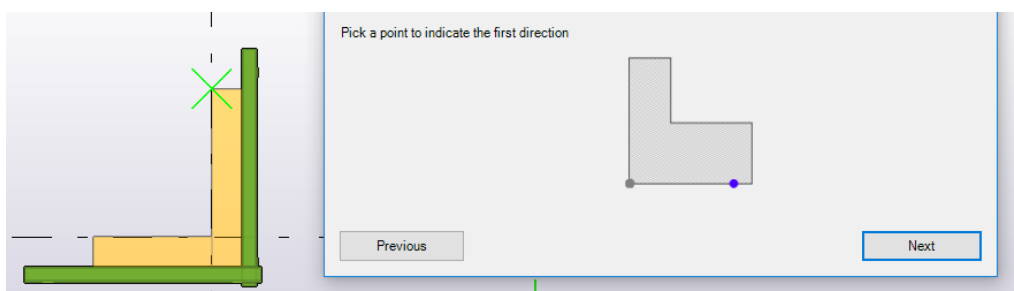 Pick a point to indicate the first direction
Previous
Next